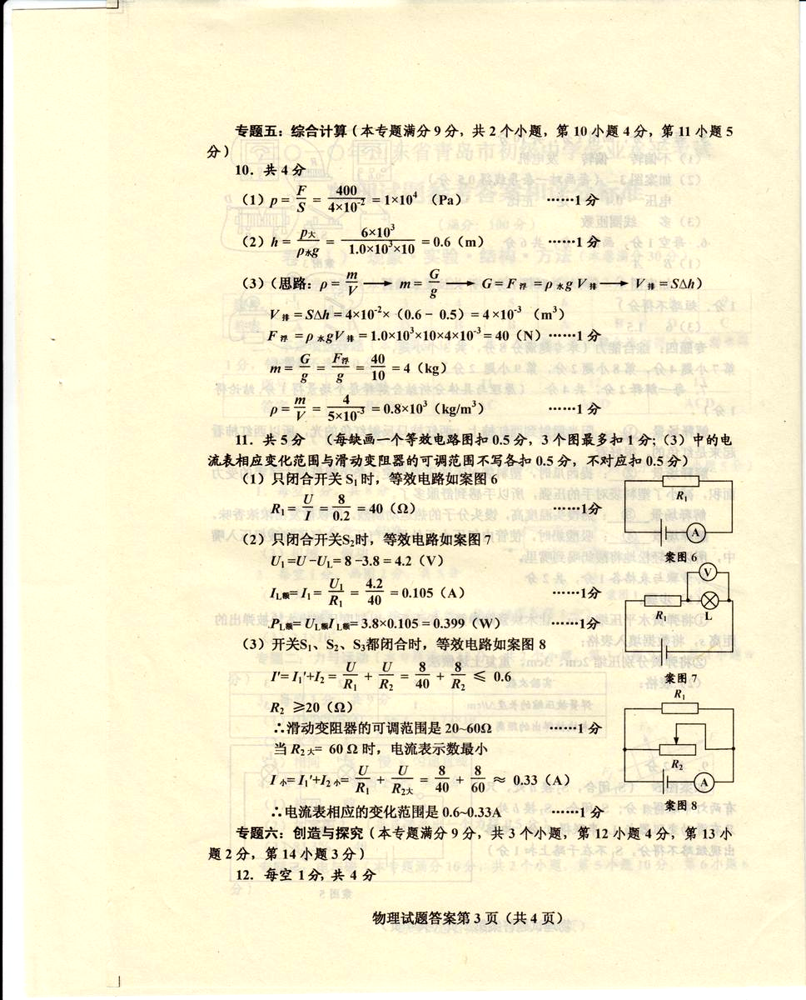 专题五：综合计算（本专题满分9分，共2个小题，第10小题4分，第11小题5
分）
10．共4分
（1）p = F/S = 400/4×10⁻² = 1×10⁴ （Pa） ……1分
（2）h = p大/ρ水g = 6×10³/1.0×10³×10 = 0.6（m） ……1分
（3）（思路：ρ = m/V ⟶ m = G/g ⟶ G = F浮 = ρ水g V排 ⟶ V排 = SΔh）
V排 = SΔh = 4×10⁻²×（0.6 － 0.5）= 4×10⁻³ （m³）
F浮 = ρ水gV排 = 1.0×10³×10×4×10⁻³ = 40（N）……1分
m = G/g = F浮/g = 40/10 = 4（kg）
ρ = m/V = 4/5×10⁻³ = 0.8×10³（kg/m³） ……1分
11．共5分 （每缺画一个等效电路图扣0.5分，3个图最多扣1分；（3）中的电
流表相应变化范围与滑动变阻器的可调范围不写各扣0.5分，不对应扣0.5分）
（1）只闭合开关S₁时，等效电路如案图6
R₁ = U/I = 8/0.2 = 40（Ω） ……1分
R₁
A
案图6
（2）只闭合开关S₂时，等效电路如案图7
U₁ =U －U_L= 8 －3.8 = 4.2（V）
I_L额= I₁ = U₁/R₁ = 4.2/40 = 0.105（A） ……1分
P_L额= U_L额I_L额= 3.8×0.105 = 0.399（W） ……1分
V
R₁
L
案图7
（3）开关S₁、S₂、S₃都闭合时，等效电路如案图8
I'= I₁'+I₂ = U/R₁ + U/R₂ = 8/40 + 8/R₂ ≤ 0.6
R₂ ≥20（Ω）
∴滑动变阻器的可调范围是20~60Ω ……1分
当R₂大= 60 Ω时，电流表示数最小
I小= I₁'+I₂小= U/R₁ + U/R₂大 = 8/40 + 8/60 ≈ 0.33（A）
∴电流表相应的变化范围是0.6~0.33A ……1分
R₁
R₂
A
案图8
专题六：创造与探究（本专题满分9分，共3个小题，第12小题4分，第13小
题2分，第14小题3分）
12．每空1分，共4分
物理试题答案第3页（共4页）